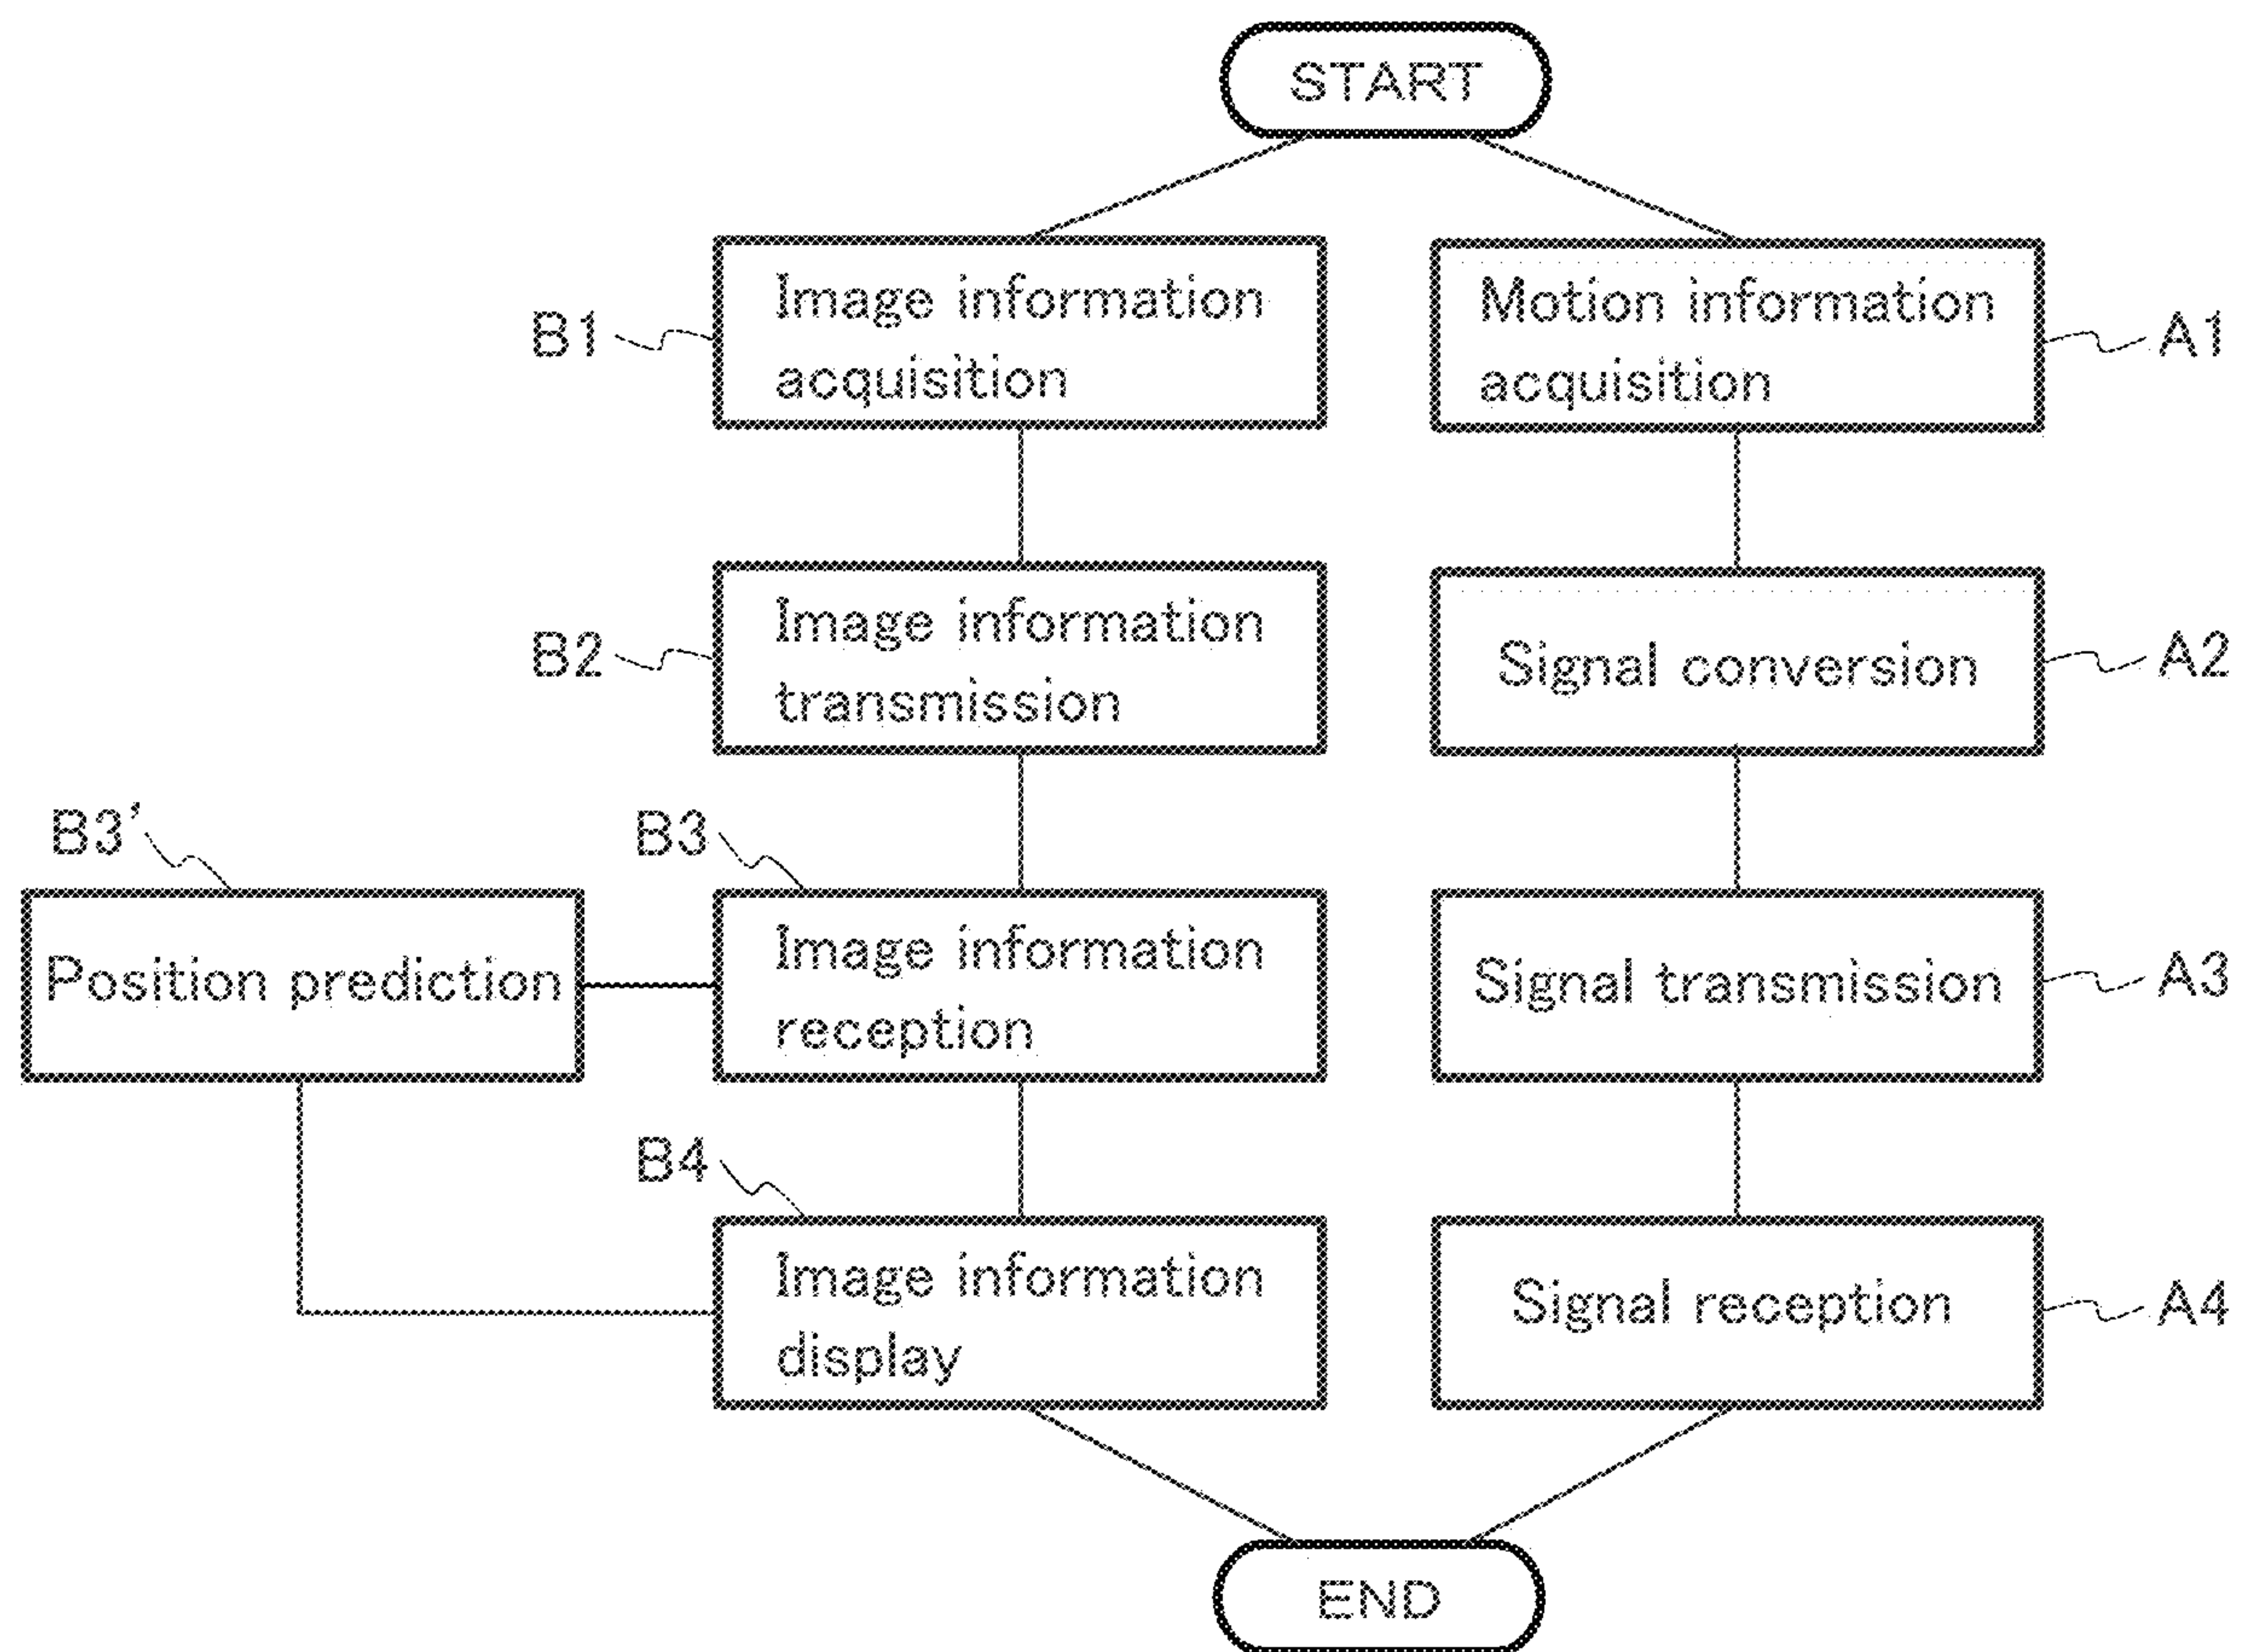 START
B1
Image information
acquisition
Motion information
acquisition
A1
B2
Image information
transmission
Signal conversion
A2
B3'
B3
Position prediction
Image information
reception
Signal transmission
A3
B4
Image information
display
Signal reception
A4
END